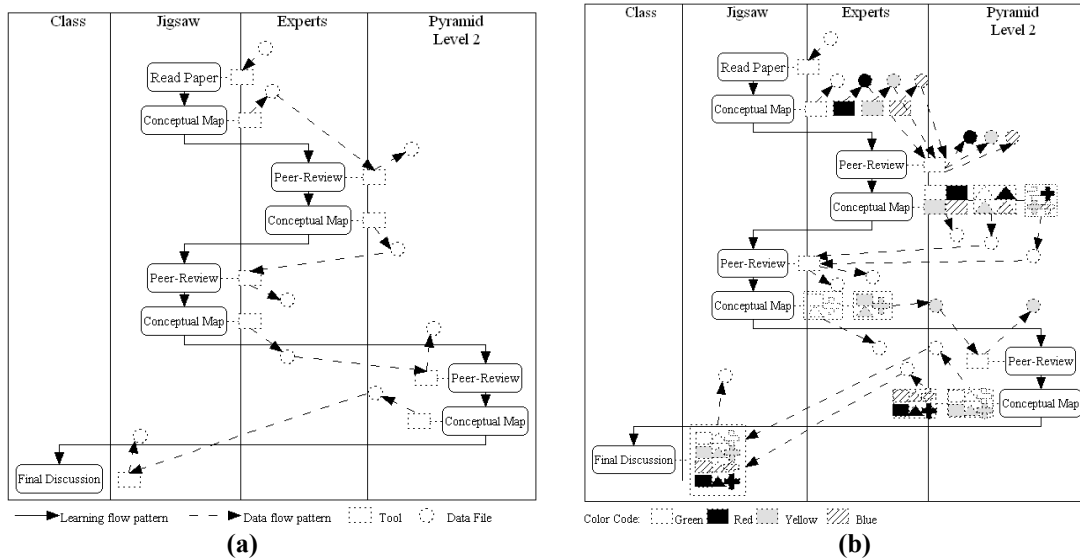 Class Jigsaw Experts Pyramid
Level 2
Read Paper
Conceptual Map
Peer-Review
Conceptual Map
Peer-Review
Conceptual Map
Peer-Review
Conceptual Map
Final Discussion
Learning flow pattern Data flow pattern Tool Data File
(a)
Class Jigsaw Experts Pyramid
Level 2
Read Paper
Conceptual Map
Peer-Review
Conceptual Map
Peer-Review
Conceptual Map
Peer-Review
Conceptual Map
Final Discussion
Color Code: Green Red Yellow Blue
(b)